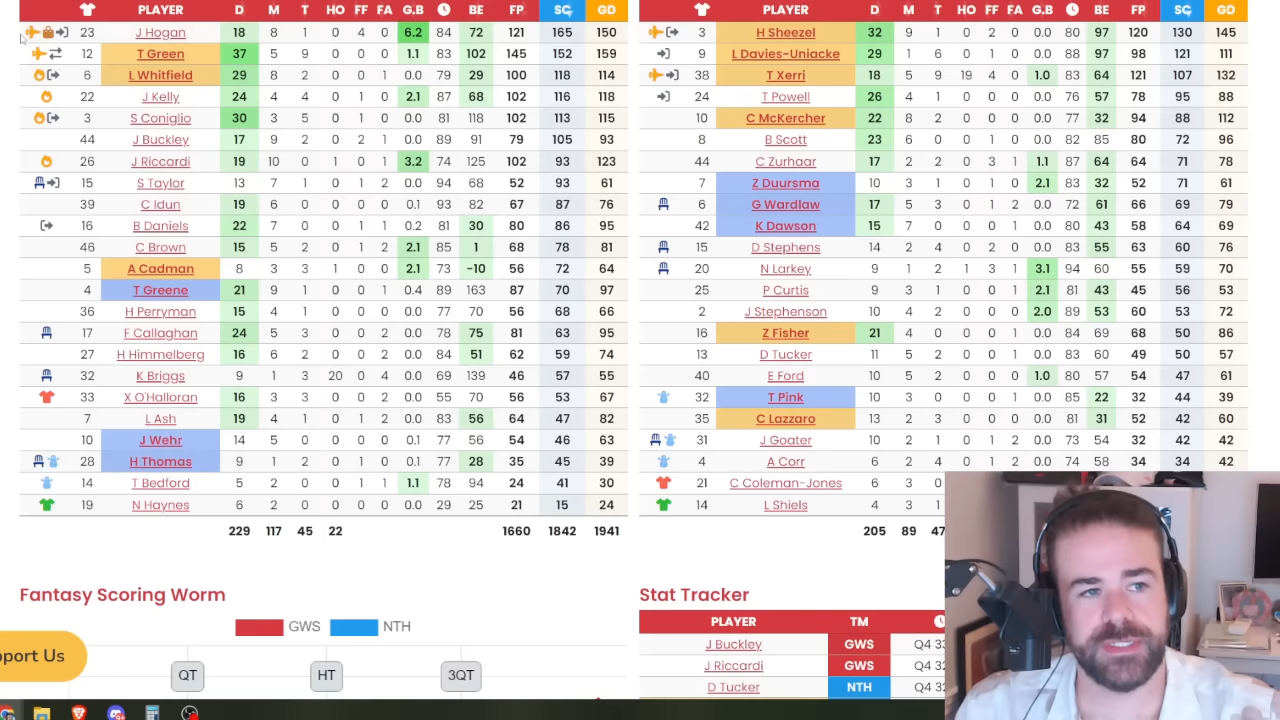 PLAYER D M T HO FF FA G.B BE FP SC GD
23 J Hogan 18 8 1 0 4 0 6.2 84 72 121 165 150
12 T Green 37 5 9 0 0 0 1.1 83 102 145 152 159
6 L Whitfield 29 8 2 0 0 1 0.0 79 29 100 118 114
22 J Kelly 24 4 4 0 1 0 2.1 87 68 102 116 118
3 S Coniglio 30 3 5 0 1 0 0.0 81 118 102 113 115
44 J Buckley 17 9 2 0 2 1 0.0 89 91 79 105 93
26 J Riccardi 19 10 0 1 0 1 3.2 74 125 102 93 123
15 S Taylor 13 7 1 0 1 2 0.0 94 68 52 93 61
39 C Idun 19 6 0 0 0 0 0.1 93 82 67 87 76
16 B Daniels 22 7 0 0 1 1 0.2 81 30 80 86 95
46 C Brown 15 5 2 0 1 0 2.1 85 1 68 78 81
5 A Cadman 8 3 3 1 0 0 2.1 73 -10 56 72 64
4 T Greene 21 9 1 0 1 1 0.4 89 163 87 70 97
36 H Perryman 15 4 1 0 0 0 0.0 77 70 56 68 66
17 F Callaghan 24 5 3 0 0 2 0.0 78 75 81 63 95
27 H Himmelberg 16 6 2 0 0 2 0.0 84 51 62 59 74
32 K Briggs 9 1 3 20 0 4 0.0 69 139 46 57 55
33 X O'Halloran 16 3 3 0 0 2 0.0 55 70 56 53 67
7 L Ash 19 4 1 0 1 2 0.0 83 56 64 47 82
10 J Wehr 14 5 0 0 0 0 0.1 77 56 54 46 63
28 H Thomas 9 1 2 0 1 0 0.1 77 28 35 45 39
14 T Bedford 5 2 0 0 1 0 1.1 78 94 24 41 30
19 N Haynes 6 2 0 0 0 0 0.0 29 25 21 15 24
229 117 45 22 1660 1842 1941
PLAYER D M T HO FF FA G.B BE FP SC GD
3 H Sheezel 32 9 1 0 2 0 0.0 80 97 120 130 145
9 L Davies-Uniacke 29 1 6 0 1 0 0.0 88 97 98 121 111
38 T Xerri 18 5 9 19 4 0 1.0 83 64 121 107 132
24 T Powell 26 4 1 0 0 0 0.0 76 57 78 95 88
10 C McKercher 22 8 2 0 0 0 0.0 77 32 94 88 112
8 B Scott 23 6 0 0 1 0 0.0 82 85 80 72 96
44 C Zurhaar 17 2 2 0 3 1 1.1 87 64 64 71 78
7 Z Duursma 10 3 1 0 1 0 2.1 83 32 52 71 61
6 G Wardlaw 17 5 3 0 1 2 0.0 72 61 66 69 79
42 K Dawson 15 7 0 0 0 1 0.0 80 43 58 64 69
15 D Stephens 14 2 4 0 2 0 0.0 83 55 63 60 76
20 N Larkey 9 1 2 1 3 1 3.1 94 60 55 59 70
25 P Curtis 9 3 1 0 0 1 2.1 81 43 45 56 53
2 J Stephenson 10 4 2 0 0 0 2.0 89 53 60 53 72
16 Z Fisher 21 4 0 0 0 1 0.0 84 69 68 50 86
13 D Tucker 11 5 2 0 0 1 0.0 83 60 49 50 57
40 E Ford 10 5 2 0 0 0 1.0 80 57 54 47 61
32 T Pink 10 3 0 0 0 1 0.0 85 22 32 44 39
35 C Lazzaro 13 2 3 0 0 0 0.0 81 31 52 42 60
31 J Goater 10 2 1 0 1 2 0.0 73 54 32 42 42
4 A Corr 6 2 4 0 1 2 0.0 74 58 34 34 42
21 C Coleman-Jones 6 3 0
14 L Shiels 4 3 1
205 89 47
Fantasy Scoring Worm
GWS NTH
QT HT 3QT
port Us
Stat Tracker
PLAYER TM
J Buckley GWS Q4 33
J Riccardi GWS Q4 32
D Tucker NTH Q4 32